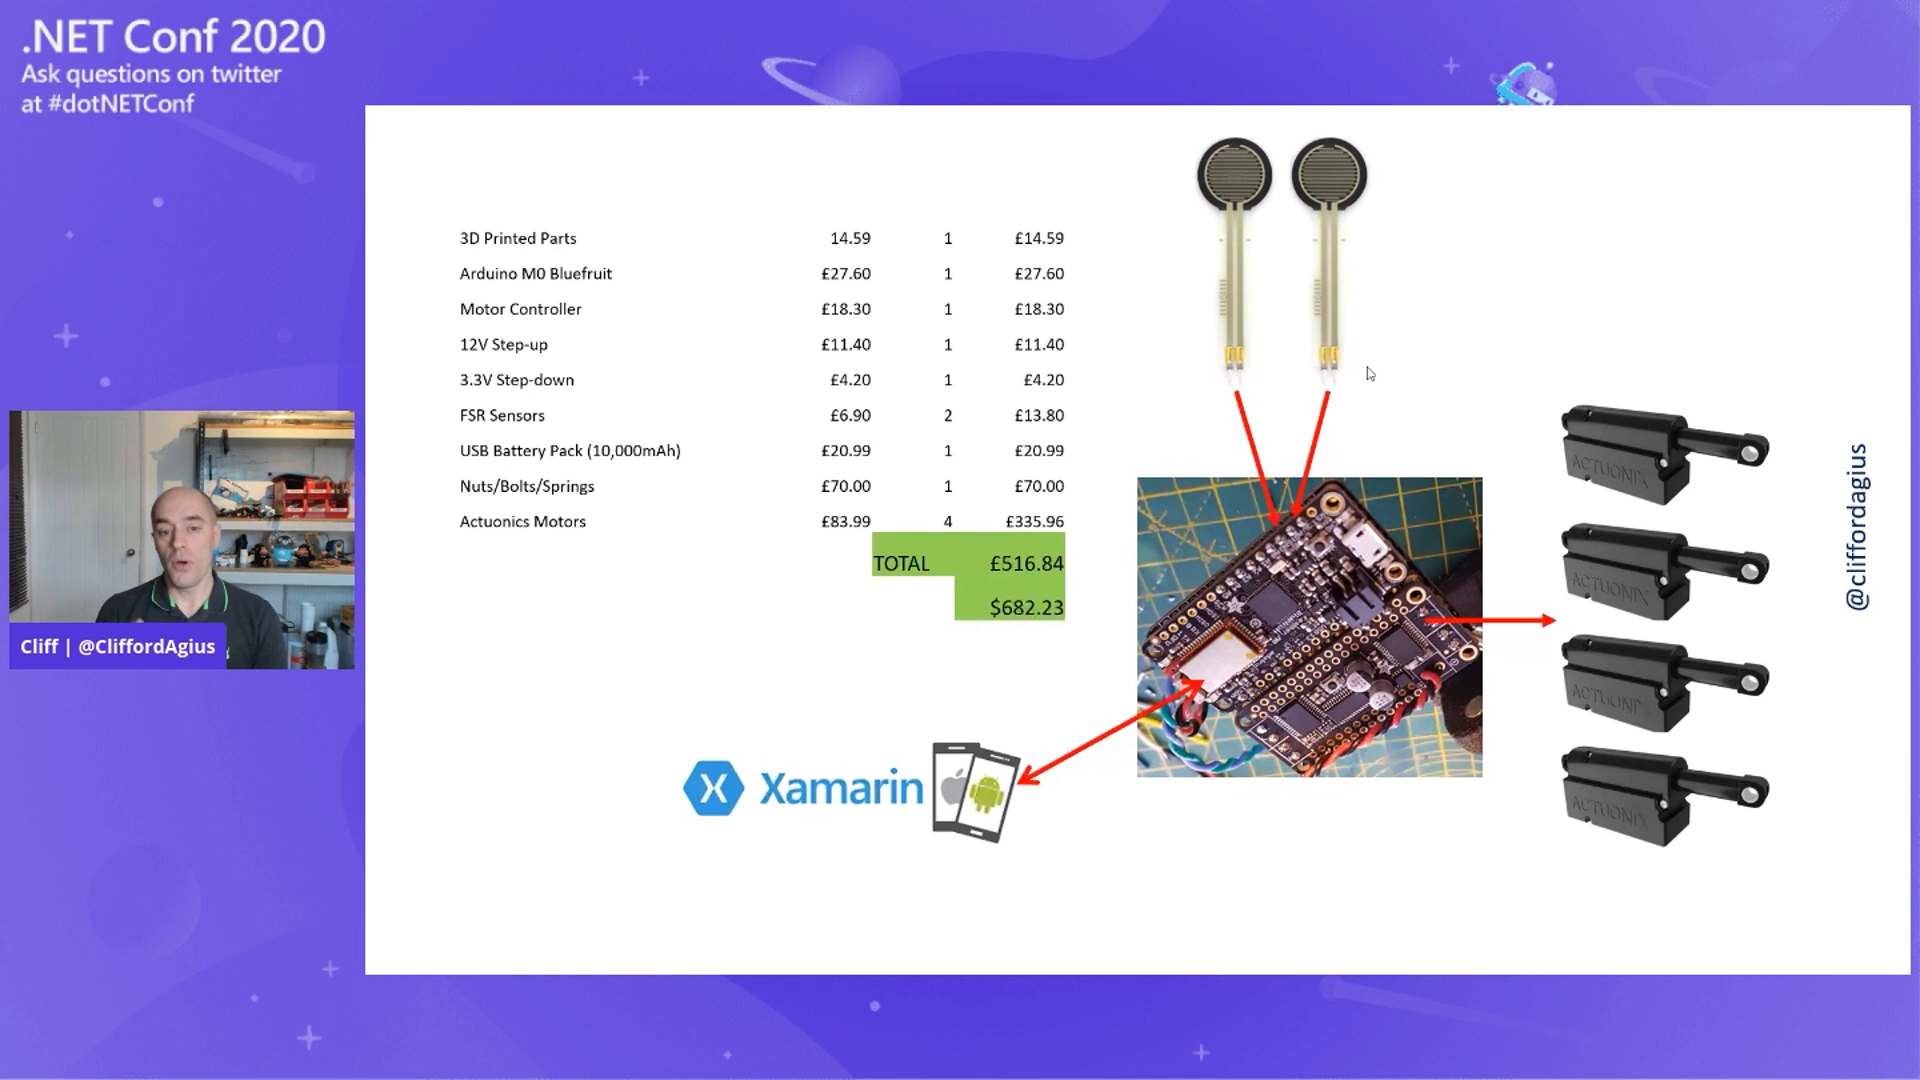 .NET Conf 2020
Ask questions on twitter
at #dotNETConf
3D Printed Parts 14.59 1 £14.59
Arduino M0 Bluefruit £27.60 1 £27.60
Motor Controller £18.30 1 £18.30
12V Step-up £11.40 1 £11.40
3.3V Step-down £4.20 1 £4.20
FSR Sensors £6.90 2 £13.80
USB Battery Pack (10,000mAh) £20.99 1 £20.99
Nuts/Bolts/Springs £70.00 1 £70.00
Actuonics Motors £83.99 4 £335.96
TOTAL £516.84
$682.23
Cliff | @CliffordAgius
Xamarin
ACTUONIX
ACTUONIX
ACTUONIX
ACTUONIX
@cliffordagius